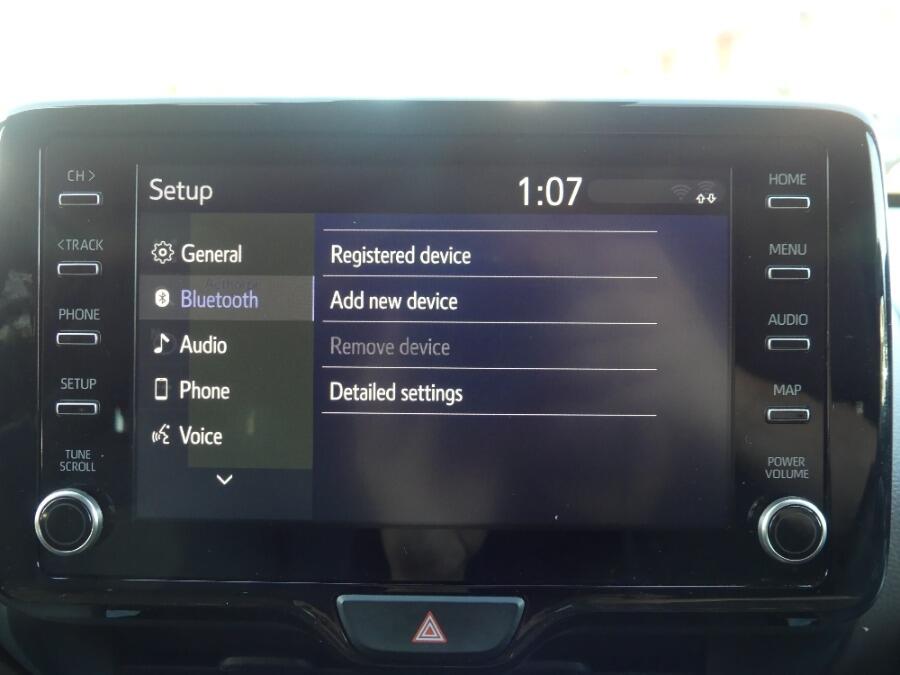 CH >
<TRACK
PHONE
SETUP
TUNE
SCROLL
Setup
1:07
General
Bluetooth
Audio
Phone
Voice
Registered device
Add new device
Remove device
Detailed settings
HOME
MENU
AUDIO
MAP
POWER
VOLUME